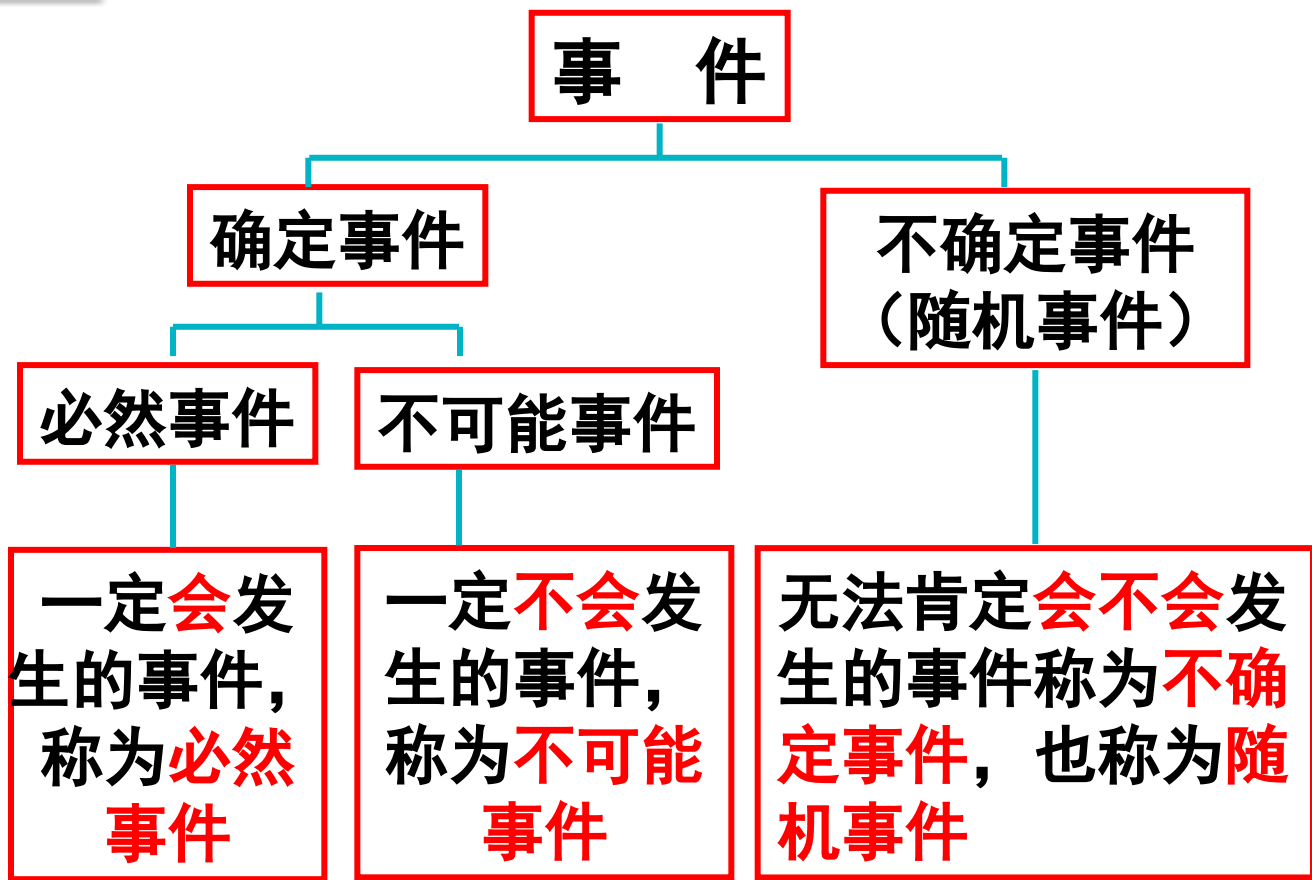 事 件
确定事件
不确定事件
（随机事件）
必然事件
不可能事件
一定会发
生的事件，
称为必然
事件
一定不会发
生的事件，
称为不可能
事件
无法肯定会不会发
生的事件称为不确
定事件，也称为随
机事件